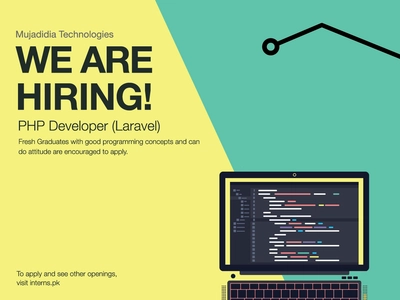 Mujadidia Technologies
WE ARE
HIRING!
PHP Developer (Laravel)
Fresh Graduates with good programming concepts and can
do attitude are encouraged to apply.
To apply and see other openings,
visit interns.pk